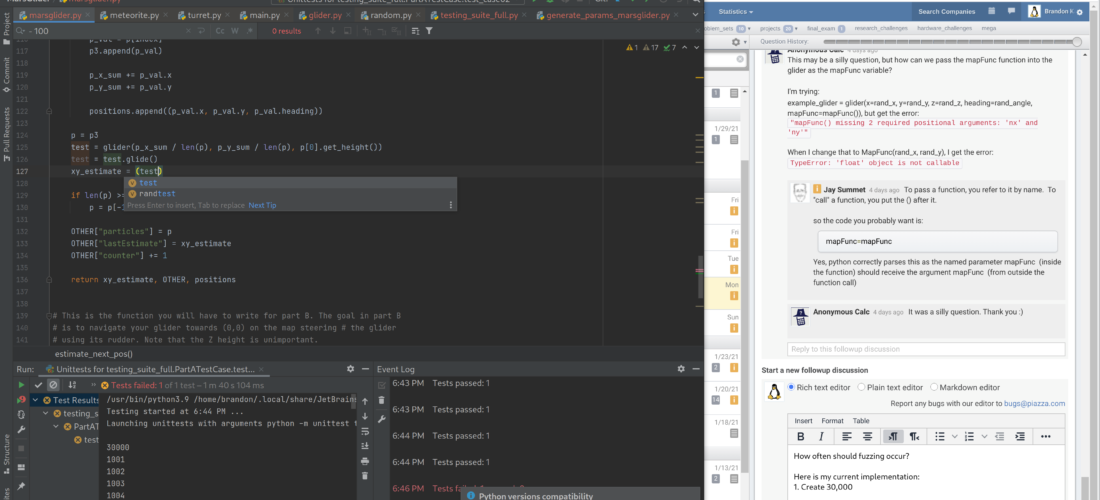 marsglider.py
meteorite.py
turret.py
main.py
glider.py
random.py
testing_suite_full.py
generate_params_marsglider.py
100
0 results
Cc
W
1
17
7
p3.append(p_val)
119
p_x_sum += p_val.x
120
p_y_sum += p_val.y
121
122
positions.append((p_val.x, p_val.y, p_val.heading))
123
124
p = p3
125
test = glider(p_x_sum / len(p), p_y_sum / len(p), p[0].get_height())
126
test = test.glide()
127
xy_estimate = (test)
test
randtest
Press Enter to insert, Tab to replace
Next Tip
129
if len(p) >=
130
p = p[-
131
132
OTHER["particles"] = p
133
OTHER["lastEstimate"] = xy_estimate
134
OTHER["counter"] += 1
135
136
return xy_estimate, OTHER, positions
137
138
139
# This is the function you will have to write for part B. The goal in part B
140
# is to navigate your glider towards (0,0) on the map steering # the glider
141
# using its rudder. Note that the Z height is unimportant.
estimate_next_pos()
Project
Commit
Pull Requests
Structure
Run:
Unittests for testing_suite_full.PartATestCase.test...
Tests failed: 1 of 1 test – 1 m 40 s 104 ms
Test Results
testing_s
PartAT
test
/usr/bin/python3.9 /home/brandon/.local/share/JetBrain
Testing started at 6:44 PM ...
Launching unittests with arguments python -m unittest t
30000
1001
1002
1003
1004
Event Log
6:43 PM Tests passed: 1
6:43 PM Tests passed: 1
6:44 PM Tests passed: 1
6:44 PM Tests passed: 1
6:46 PM
Python versions compatibility
Statistics
Search Companies
Brandon K
projects
final_exam
research_challenges
hardware_challenges
mega
Question History:
1
1/29/21
1
Fri
Fri
Tue
Mon
Sun
1/23/21
2
1/20/21
14
1/18/21
1/13/21
2
Anonymous Calc 4 days ago
This may be a silly question, but how can we pass the mapFunc function into the
glider as the mapFunc variable?
I'm trying:
example_glider = glider(x=rand_x, y=rand_y, z=rand_z, heading=rand_angle,
mapFunc=mapFunc()), but get the error:
"mapFunc() missing 2 required positional arguments: 'nx' and
'ny'"
When I change that to MapFunc(rand_x, rand_y), I get the error:
TypeError: 'float' object is not callable
Jay Summet 4 days ago To pass a function, you refer to it by name. To
"call" a function, you put the () after it.
so the code you probably want is:
mapFunc=mapFunc
Yes, python correctly parses this as the named parameter mapFunc (inside
the function) should receive the argument mapFunc (from outside the
function call)
Anonymous Calc 4 days ago It was a silly question. Thank you :)
Reply to this followup discussion
Start a new followup discussion
Rich text editor
Plain text editor
Markdown editor
Report any bugs with our editor to bugs@piazza.com
Insert Format Table
B I
How often should fuzzing occur?
Here is my current implementation:
1. Create 30,000